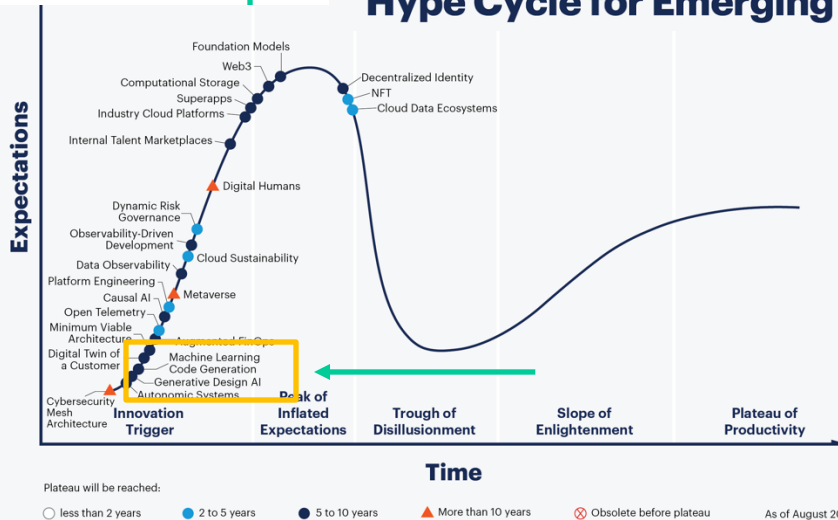 Hype Cycle for Emerging
Expectations
Foundation Models
Web3
Computational Storage
Superapps
Industry Cloud Platforms
Internal Talent Marketplaces
Decentralized Identity
NFT
Cloud Data Ecosystems
Digital Humans
Dynamic Risk
Governance
Observability-Driven
Development
Cloud Sustainability
Data Observability
Platform Engineering
Metaverse
Causal AI
Open Telemetry
Minimum Viable
Architecture
Augmented FinOps
Digital Twin of
a Customer
Machine Learning
Code Generation
Generative Design AI
Autonomic Systems
Cybersecurity
Mesh
Architecture
Innovation
Trigger
Peak of
Inflated
Expectations
Trough of
Disillusionment
Slope of
Enlightenment
Plateau of
Productivity
Time
Plateau will be reached:
less than 2 years
2 to 5 years
5 to 10 years
More than 10 years
Obsolete before plateau
As of August